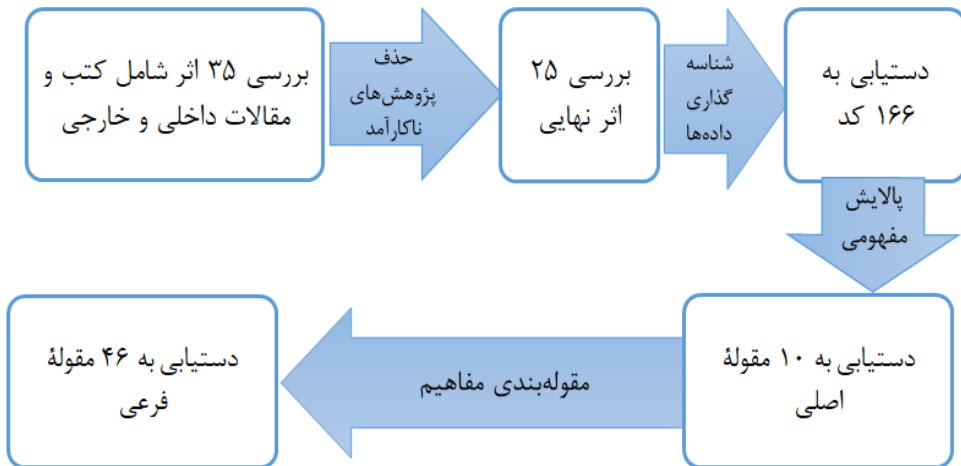 بررسی ۳۵ اثر شامل کتب و
مقالات داخلی و خارجی
حذف
پژوهش‌های
ناکارآمد
بررسی ۲۵
اثر نهایی
شناسه
گذاری
داده‌ها
دستیابی به
۱۶۶ کد
پالایش
مفهومی
دستیابی به ۱۰ مقولۀ
اصلی
مقوله‌بندی مفاهیم
دستیابی به ۴۶ مقولۀ
فرعی